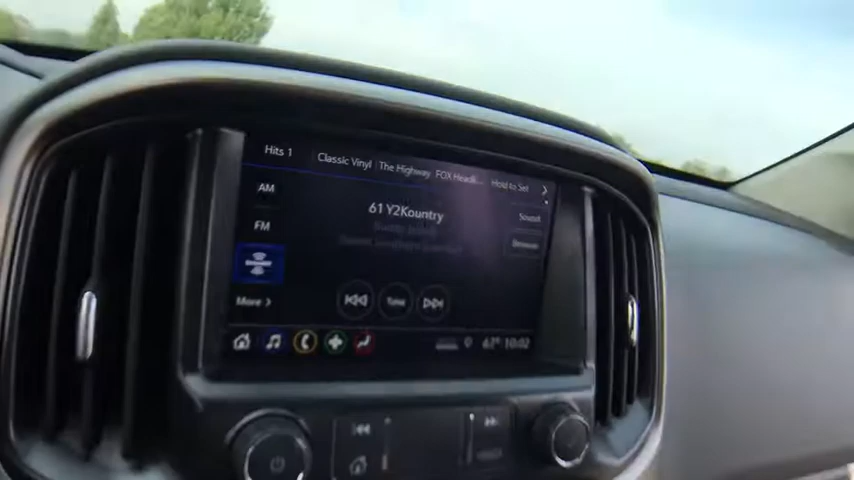 Hits 1 Classic Vinyl The Highway FOX Headli... Hold to Set
AM
61 Y2Kountry
Sound
FM
Browse
More
Tune
10:02